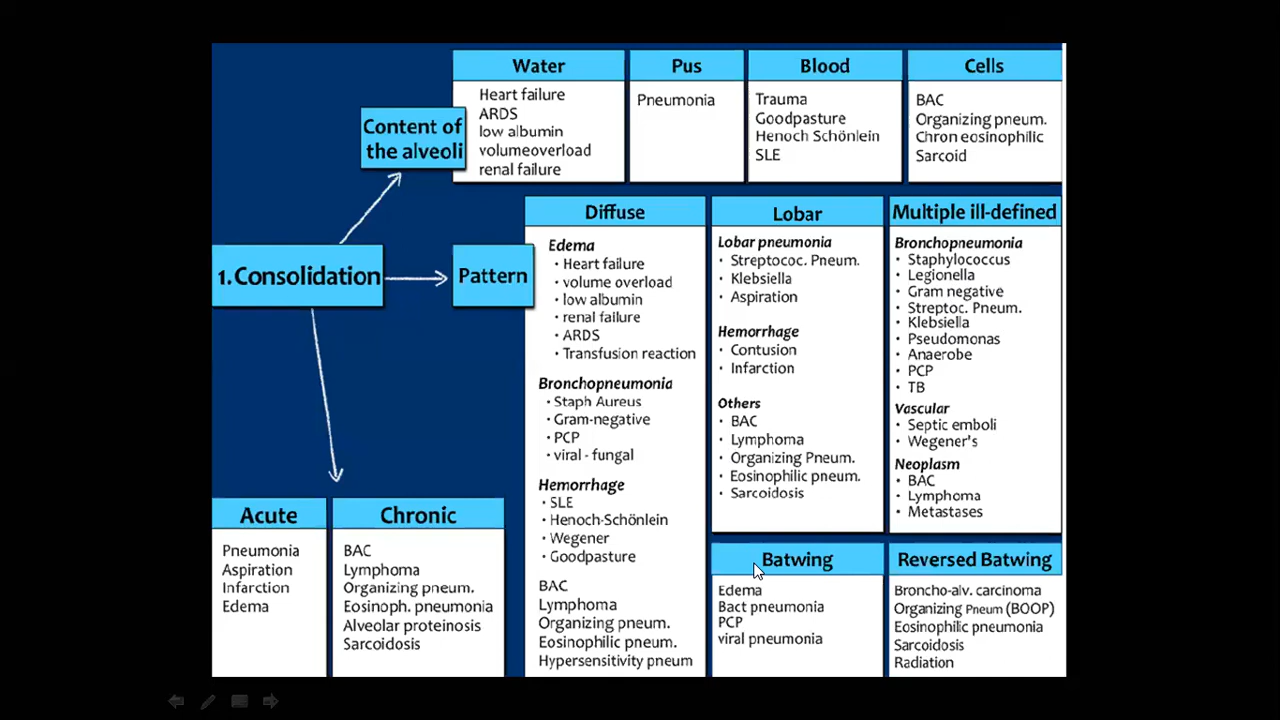 Water
Heart failure
ARDS
low albumin
volumeoverload
renal failure
Pus
Pneumonia
Blood
Trauma
Goodpasture
Henoch Schönlein
SLE
Cells
BAC
Organizing pneum.
Chron eosinophilic
Sarcoid
Content of
the alveoli
1.Consolidation
Pattern
Diffuse
Edema
• Heart failure
• volume overload
• low albumin
• renal failure
• ARDS
• Transfusion reaction
Bronchopneumonia
• Staph Aureus
• Gram-negative
• PCP
• viral - fungal
Hemorrhage
• SLE
• Henoch-Schönlein
• Wegener
• Goodpasture
BAC
Lymphoma
Organizing pneum.
Eosinophilic pneum.
Hypersensitivity pneum
Lobar
Lobar pneumonia
• Streptococ. Pneum.
• Klebsiella
• Aspiration
Hemorrhage
• Contusion
• Infarction
Others
• BAC
• Lymphoma
• Organizing Pneum.
• Eosinophilic pneum.
• Sarcoidosis
Multiple ill-defined
Bronchopneumonia
• Staphylococcus
• Legionella
• Gram negative
• Streptoc. Pneum.
• Klebsiella
• Pseudomonas
• Anaerobe
• PCP
• TB
Vascular
• Septic emboli
• Wegener's
Neoplasm
• BAC
• Lymphoma
• Metastases
Acute
Pneumonia
Aspiration
Infarction
Edema
Chronic
BAC
Lymphoma
Organizing pneum.
Eosinoph. pneumonia
Alveolar proteinosis
Sarcoidosis
Batwing
Edema
Bact pneumonia
PCP
viral pneumonia
Reversed Batwing
Broncho-alv. carcinoma
Organizing Pneum (BOOP)
Eosinophilic pneumonia
Sarcoidosis
Radiation